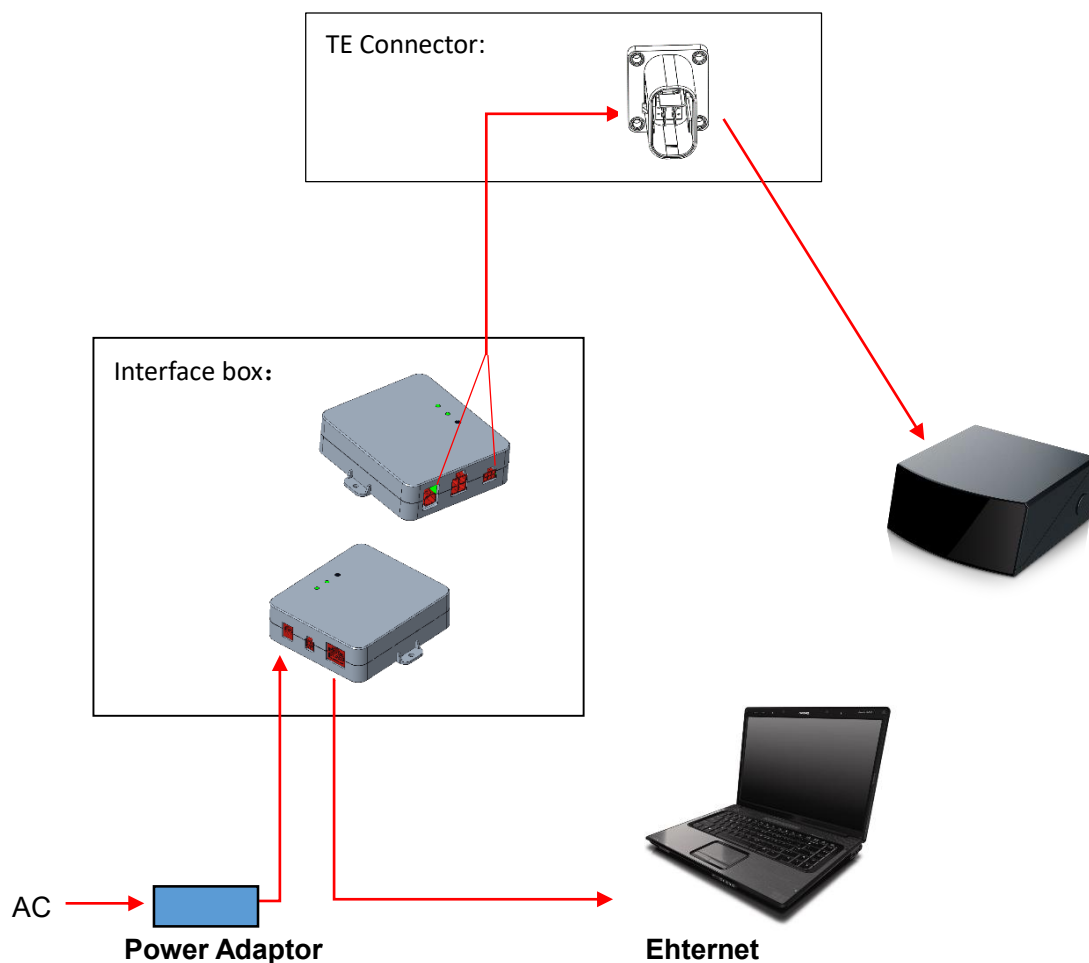 TE Connector:
Interface box：
AC
Power Adaptor
Ehternet